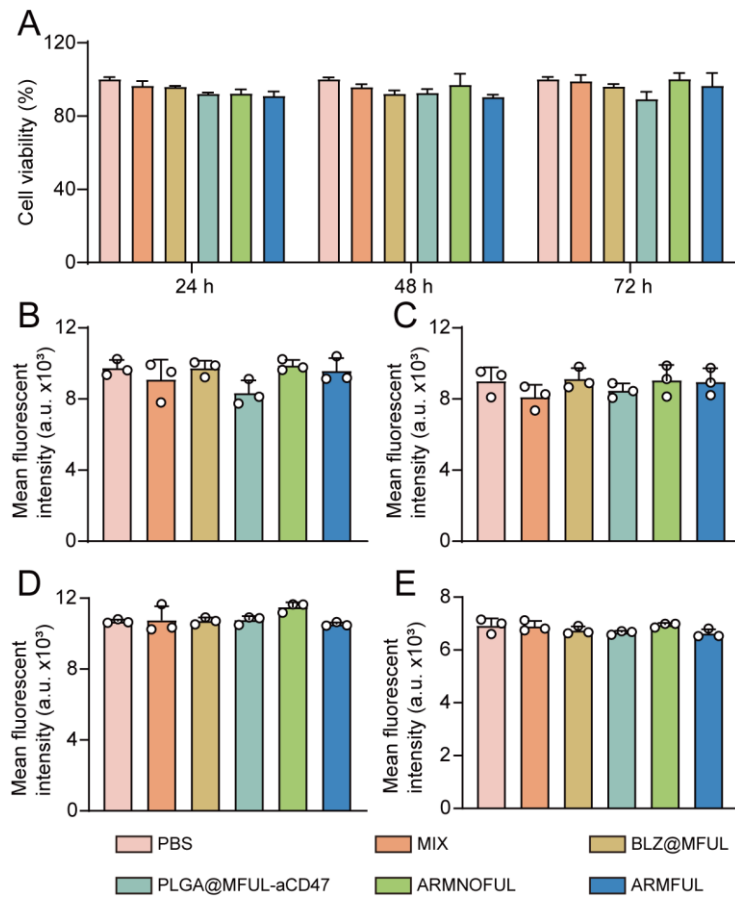 A
Cell viability (%)
120
80
40
0
24 h
48 h
72 h
B
Mean fluorescent
intensity (a.u. x10³)
12
8
4
0
C
Mean fluorescent
intensity (a.u. x10³)
12
8
4
0
D
Mean fluorescent
intensity (a.u. x10³)
12
8
4
0
E
Mean fluorescent
intensity (a.u. x10³)
8
6
4
2
0
PBS
MIX
BLZ@MFUL
PLGA@MFUL-aCD47
ARMNOFUL
ARMFUL